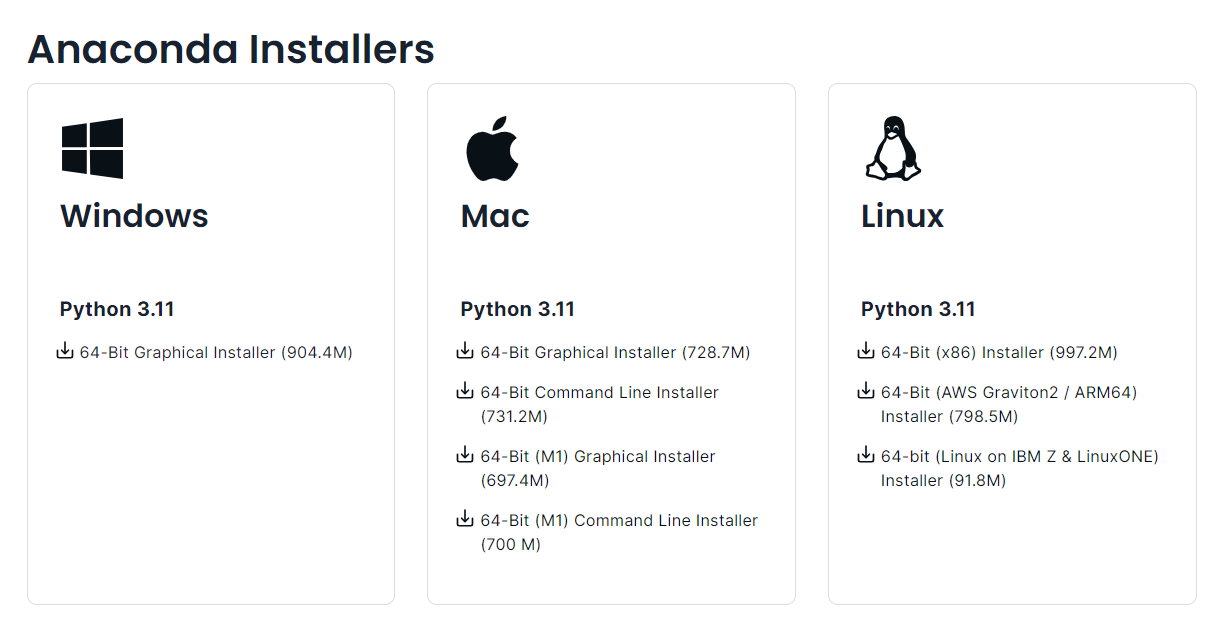 Anaconda Installers
Windows
Python 3.11
64-Bit Graphical Installer (904.4M)
Mac
Python 3.11
64-Bit Graphical Installer (728.7M)
64-Bit Command Line Installer
(731.2M)
64-Bit (M1) Graphical Installer
(697.4M)
64-Bit (M1) Command Line Installer
(700 M)
Linux
Python 3.11
64-Bit (x86) Installer (997.2M)
64-Bit (AWS Graviton2 / ARM64)
Installer (798.5M)
64-bit (Linux on IBM Z & LinuxONE)
Installer (91.8M)